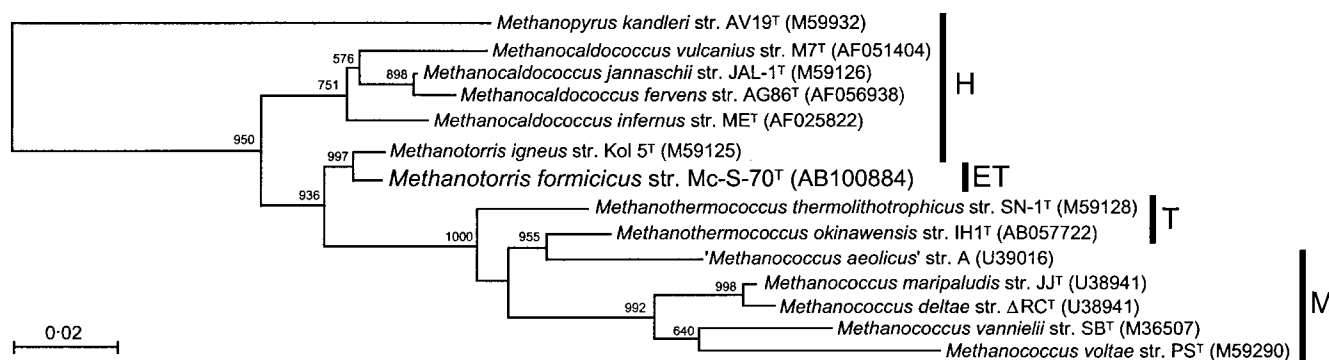 Methanopyrus kandleri str. AV19ᵀ (M59932)
Methanocaldococcus vulcanius str. M7ᵀ (AF051404)
576
Methanocaldococcus jannaschii str. JAL-1ᵀ (M59126)
898
751
Methanocaldococcus fervens str. AG86ᵀ (AF056938)
H
Methanocaldococcus infernus str. MEᵀ (AF025822)
950
Methanotorris igneus str. Kol 5ᵀ (M59125)
997
Methanotorris formicicus str. Mc-S-70ᵀ (AB100884)
ET
936
Methanothermococcus thermolithotrophicus str. SN-1ᵀ (M59128)
T
1000
955
Methanothermococcus okinawensis str. IH1ᵀ (AB057722)
'Methanococcus aeolicus' str. A (U39016)
998
Methanococcus maripaludis str. JJᵀ (U38941)
M
992
Methanococcus deltae str. ΔRCᵀ (U38941)
Methanococcus vannielii str. SBᵀ (M36507)
640
0·02
Methanococcus voltae str. PSᵀ (M59290)